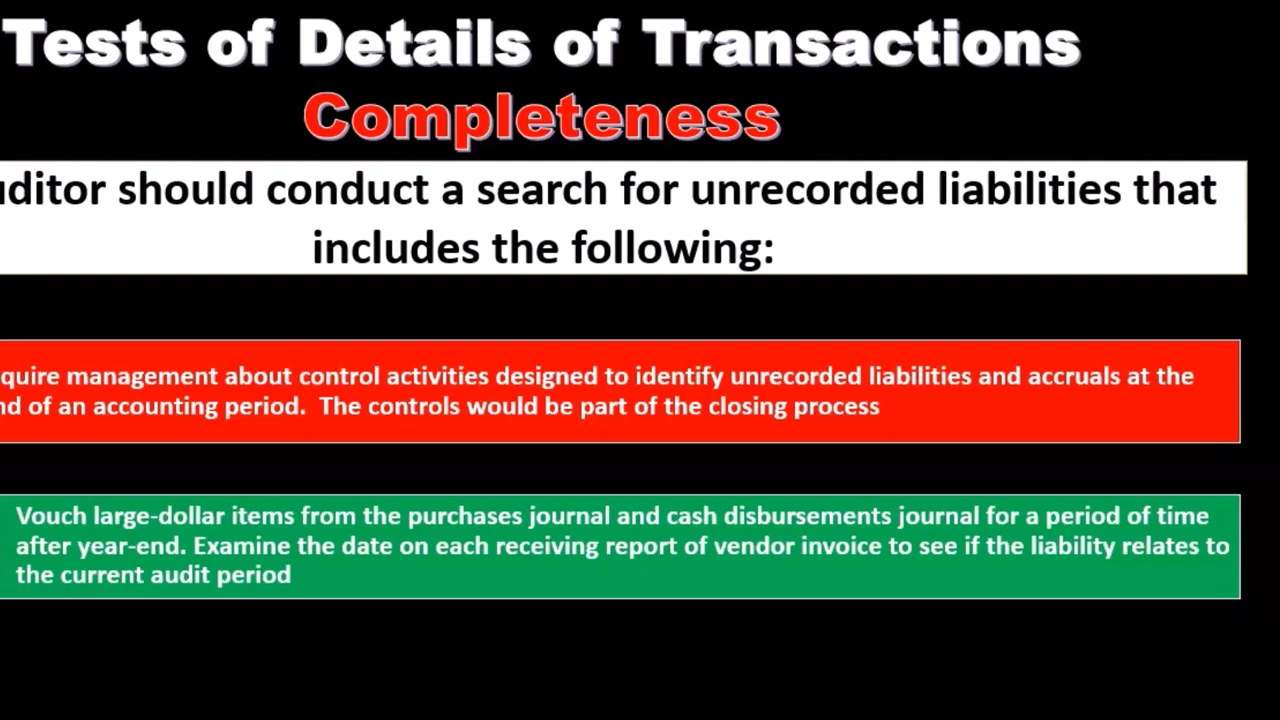 Tests of Details of Transactions
Completeness
uditor should conduct a search for unrecorded liabilities that
includes the following:
quire management about control activities designed to identify unrecorded liabilities and accruals at the
nd of an accounting period. The controls would be part of the closing process
Vouch large-dollar items from the purchases journal and cash disbursements journal for a period of time
after year-end. Examine the date on each receiving report of vendor invoice to see if the liability relates to
the current audit period